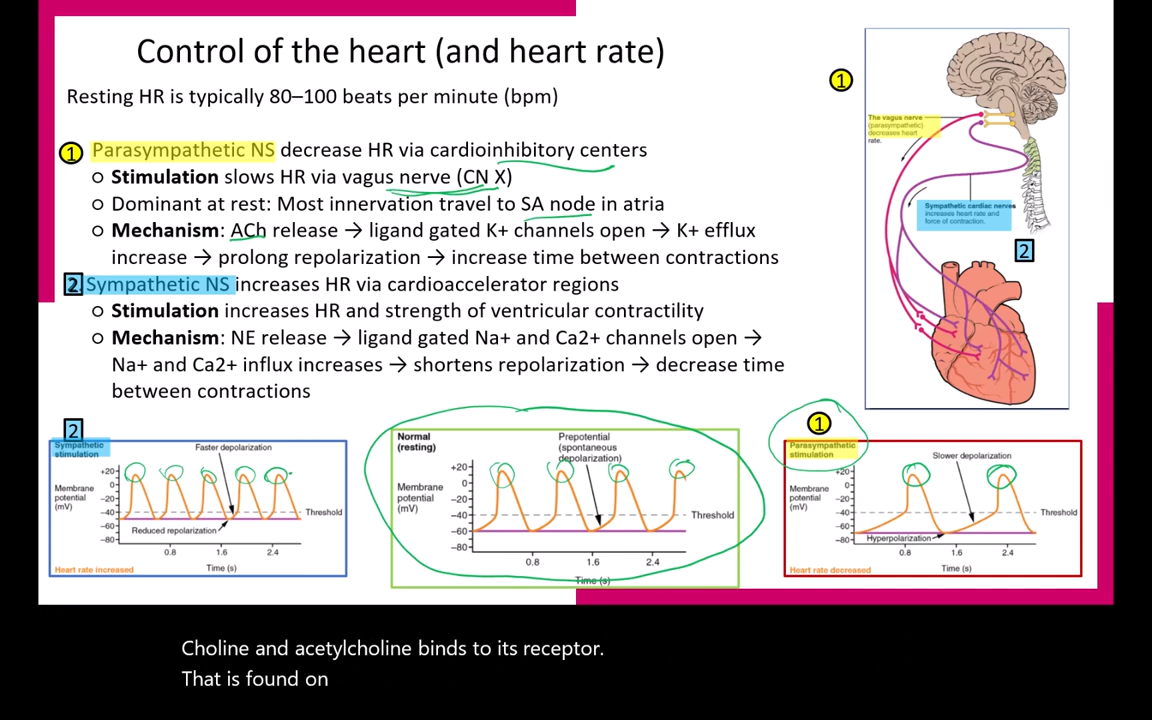 Control of the heart (and heart rate)
Resting HR is typically 80–100 beats per minute (bpm)
1 Parasympathetic NS decrease HR via cardioinhibitory centers
○ Stimulation slows HR via vagus nerve (CN X)
○ Dominant at rest: Most innervation travel to SA node in atria
○ Mechanism: ACh release → ligand gated K+ channels open → K+ efflux
increase → prolong repolarization → increase time between contractions
2 Sympathetic NS increases HR via cardioaccelerator regions
○ Stimulation increases HR and strength of ventricular contractility
○ Mechanism: NE release → ligand gated Na+ and Ca2+ channels open →
Na+ and Ca2+ influx increases → shortens repolarization → decrease time
between contractions
1
The vagus nerve
(parasympathetic)
decreases heart
rate.
Sympathetic cardiac nerves
increases heart rate and
force of contraction.
2
2
Sympathetic
stimulation
Faster depolarization
Membrane
potential
(mV)
+20
0
−20
−40
−60
−80
Threshold
Reduced repolarization
0.8
1.6
2.4
Heart rate increased
Time (s)
Normal
(resting)
Prepotential
(spontaneous
depolarization)
Membrane
potential
(mV)
+20
0
−20
−40
−60
−80
Threshold
0.8
1.6
2.4
Time (s)
1
Parasympathetic
stimulation
Slower depolarization
Membrane
potential
(mV)
+20
0
−20
−40
−60
−80
Threshold
Hyperpolarization
0.8
1.6
2.4
Heart rate decreased
Time (s)
Choline and acetylcholine binds to its receptor.
That is found on